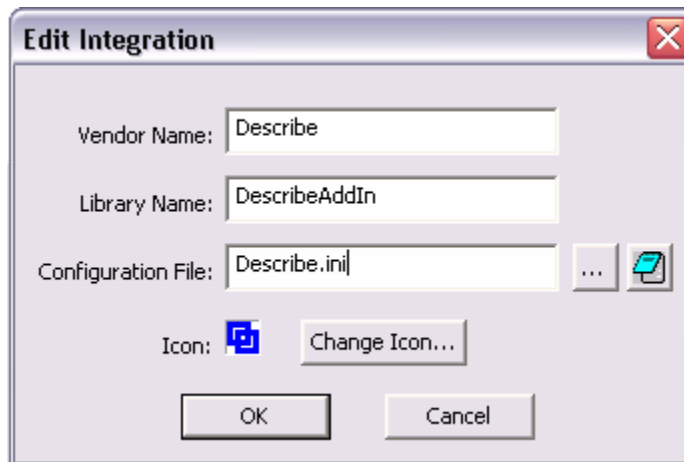 Edit Integration
Vendor Name: Describe
Library Name: DescribeAddIn
Configuration File: Describe.ini ...
Icon: Change Icon...
OK Cancel